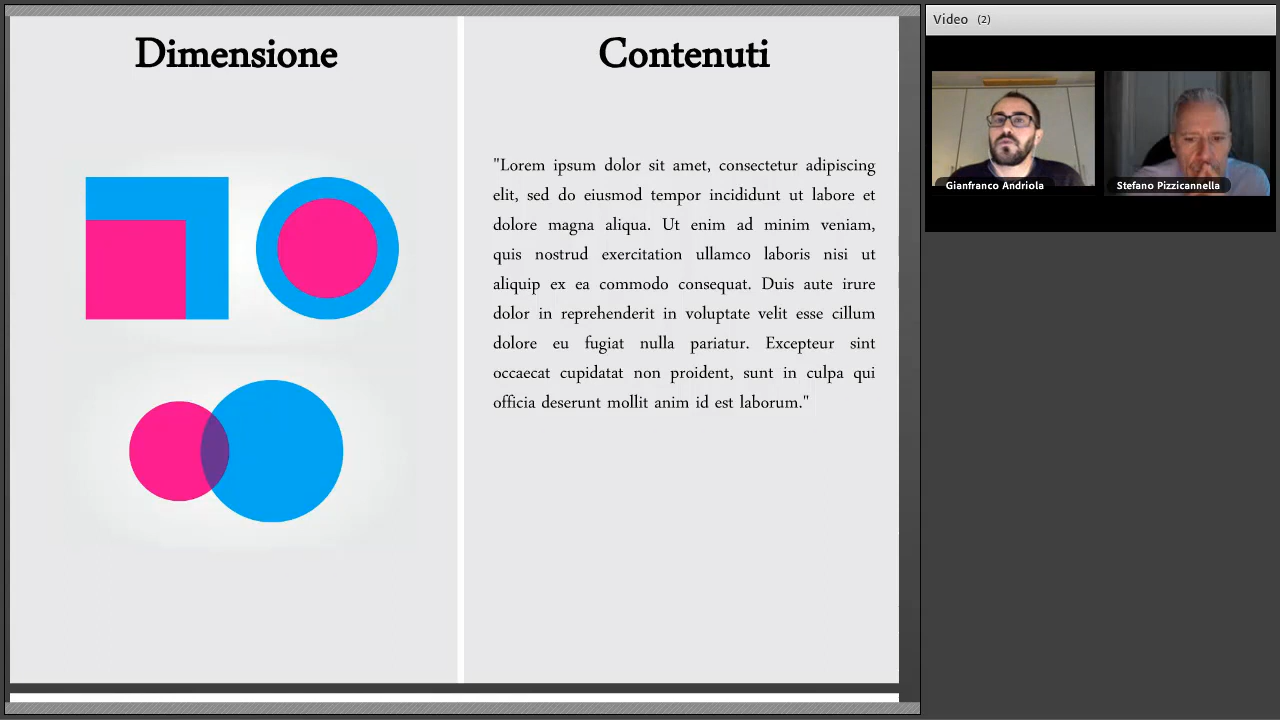 Dimensione
Contenuti
"Lorem ipsum dolor sit amet, consectetur adipiscing
elit, sed do eiusmod tempor incididunt ut labore et
dolore magna aliqua. Ut enim ad minim veniam,
quis nostrud exercitation ullamco laboris nisi ut
aliquip ex ea commodo consequat. Duis aute irure
dolor in reprehenderit in voluptate velit esse cillum
dolore eu fugiat nulla pariatur. Excepteur sint
occaecat cupidatat non proident, sunt in culpa qui
officia deserunt mollit anim id est laborum."
Video (2)
Gianfranco Andriola
Stefano Pizzicannella